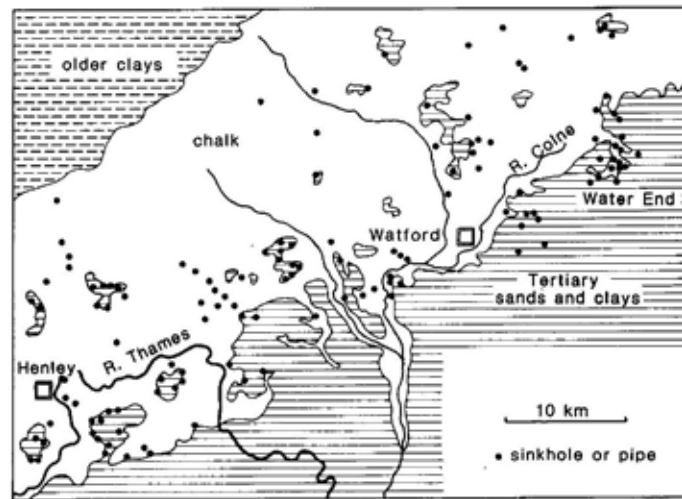 older clays
chalk
R. Colne
Water End
Watford
Tertiary
sands and clays
R. Thames
Henley
10 km
sinkhole or pipe